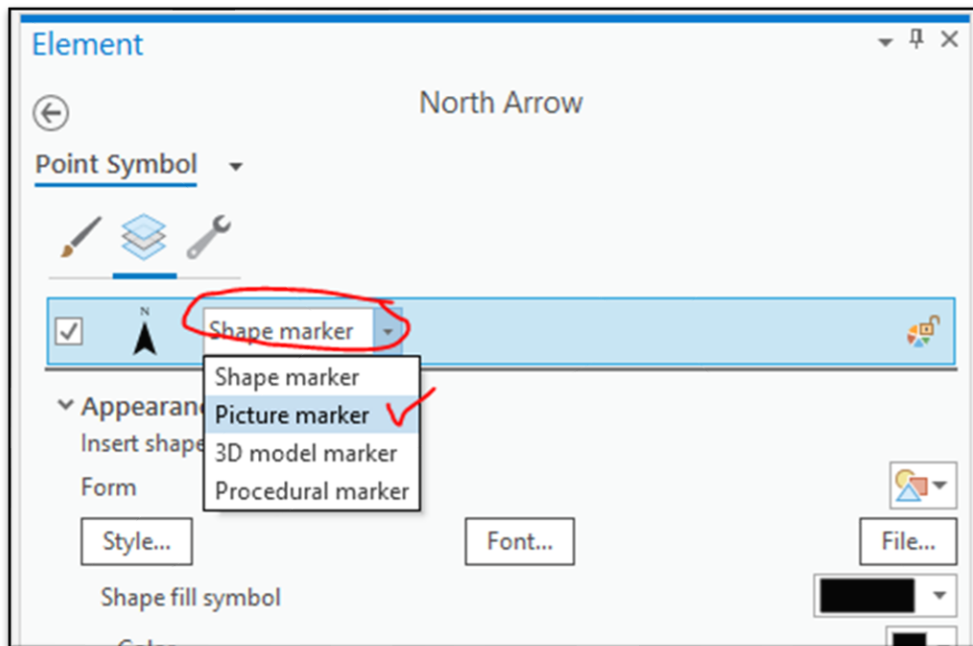 Element
North Arrow
Point Symbol
N
Shape marker
Shape marker
Picture marker
3D model marker
Procedural marker
Insert shape
Form
Style... Font... File...
Shape fill symbol